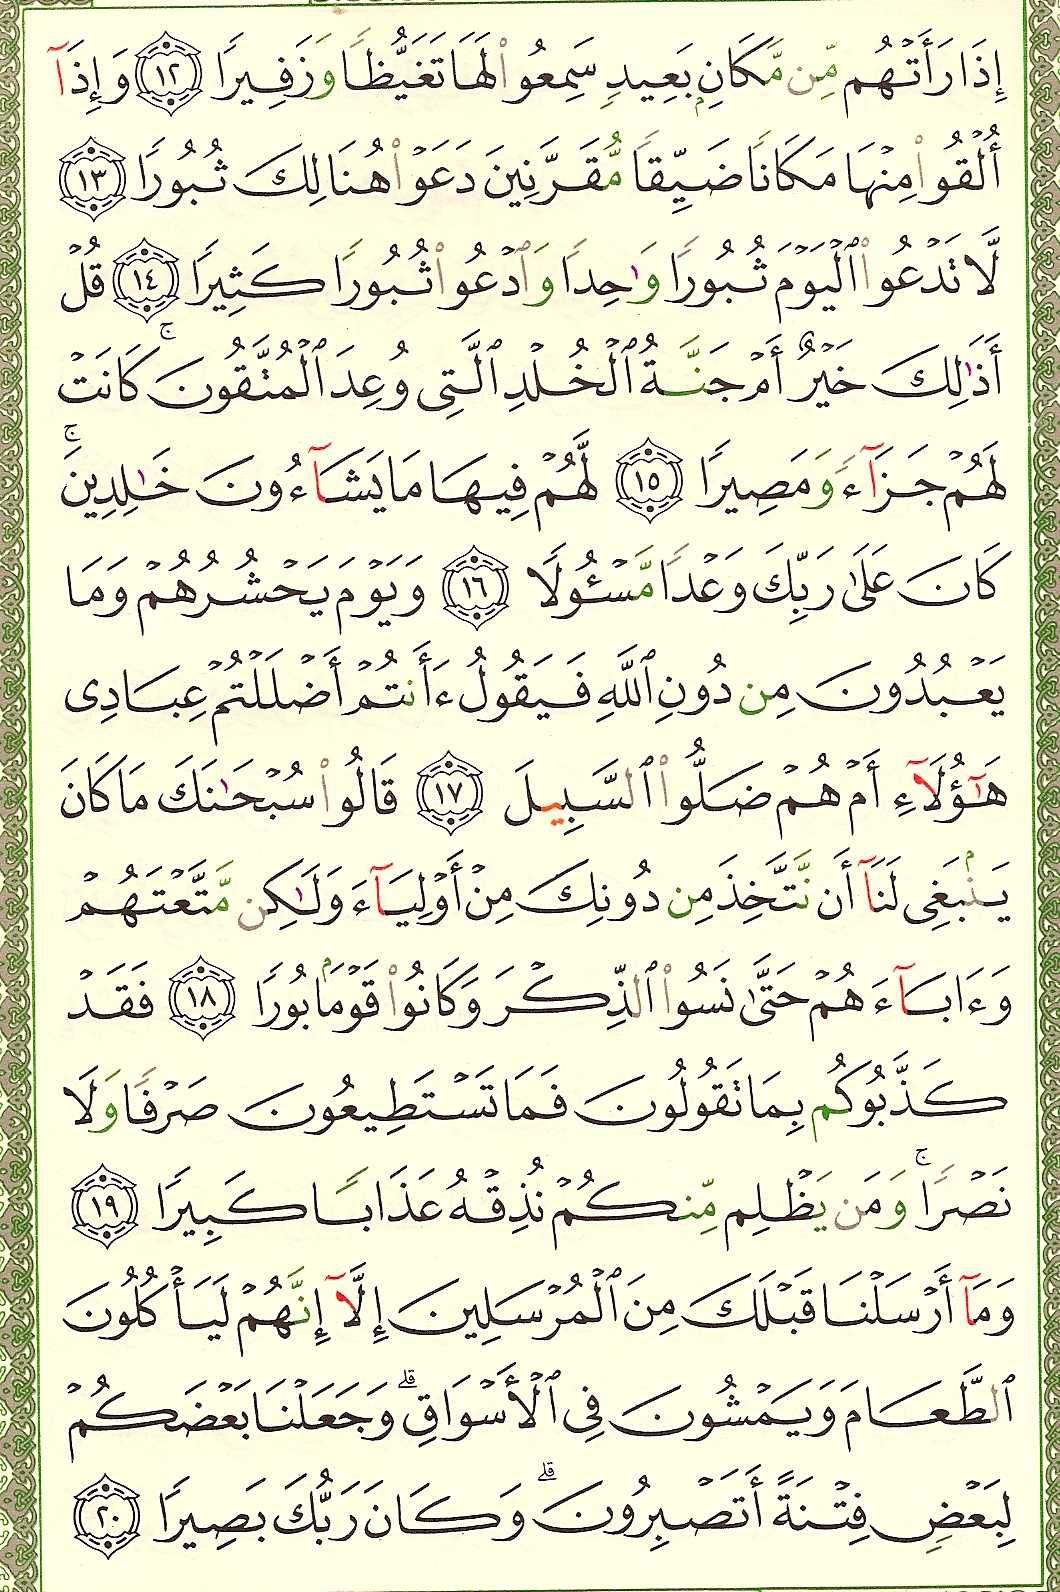 إِذَا رَأَتْهُم مِّن مَّكَانٍ بَعِيدٍ سَمِعُوا۟ لَهَا تَغَيُّظًا وَزَفِيرًا ١٢ وَإِذَآ
أُلْقُوا۟ مِنْهَا مَكَانًا ضَيِّقًا مُّقَرَّنِينَ دَعَوْا۟ هُنَالِكَ ثُبُورًا ١٣
لَّا تَدْعُوا۟ ٱلْيَوْمَ ثُبُورًا وَٰحِدًا وَٱدْعُوا۟ ثُبُورًا كَثِيرًا ١٤ قُلْ
أَذَٰلِكَ خَيْرٌ أَمْ جَنَّةُ ٱلْخُلْدِ ٱلَّتِى وُعِدَ ٱلْمُتَّقُونَ ۚ كَانَتْ
لَهُمْ جَزَآءً وَمَصِيرًا ١٥ لَّهُمْ فِيهَا مَا يَشَآءُونَ خَٰلِدِينَ ۚ
كَانَ عَلَىٰ رَبِّكَ وَعْدًا مَّسْـُٔولًا ١٦ وَيَوْمَ يَحْشُرُهُمْ وَمَا
يَعْبُدُونَ مِن دُونِ ٱللَّهِ فَيَقُولُ ءَأَنتُمْ أَضْلَلْتُمْ عِبَادِى
هَٰٓؤُلَآءِ أَمْ هُمْ ضَلُّوا۟ ٱلسَّبِيلَ ١٧ قَالُوا۟ سُبْحَٰنَكَ مَا كَانَ
يَنۢبَغِى لَنَآ أَن نَّتَّخِذَ مِن دُونِكَ مِنْ أَوْلِيَآءَ وَلَٰكِن مَّتَّعْتَهُمْ
وَءَابَآءَهُمْ حَتَّىٰ نَسُوا۟ ٱلذِّكْرَ وَكَانُوا۟ قَوْمًۢا بُورًا ١٨ فَقَدْ
كَذَّبُوكُم بِمَا تَقُولُونَ فَمَا تَسْتَطِيعُونَ صَرْفًا وَلَا
نَصْرًا ۚ وَمَن يَظْلِم مِّنكُمْ نُذِقْهُ عَذَابًا كَبِيرًا ١٩
وَمَآ أَرْسَلْنَا قَبْلَكَ مِنَ ٱلْمُرْسَلِينَ إِلَّآ إِنَّهُمْ لَيَأْكُلُونَ
ٱلطَّعَامَ وَيَمْشُونَ فِى ٱلْأَسْوَاقِ ۗ وَجَعَلْنَا بَعْضَكُمْ
لِبَعْضٍ فِتْنَةً أَتَصْبِرُونَ ۗ وَكَانَ رَبُّكَ بَصِيرًا ٢٠